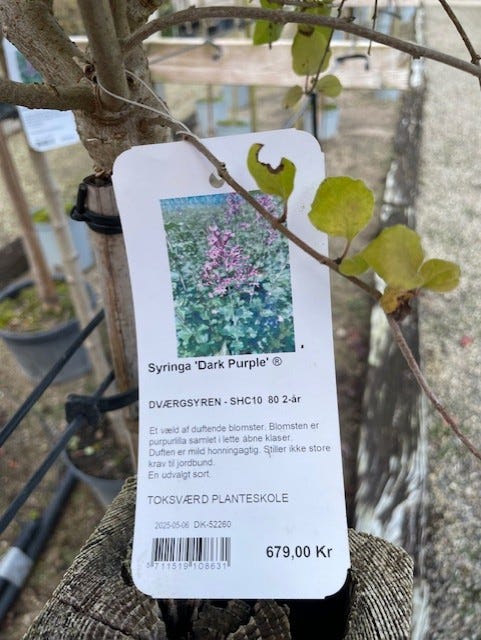 Syringa 'Dark Purple' ®
DVÆRGSYREN - SHC10 80 2-år
Et væld af duftende blomster. Blomsten er
purpurlilla samlet i lette åbne klaser.
Duften er mild honningagtig. Stiller ikke store
krav til jordbund.
En udvalgt sort.
TOKSVÆRD PLANTESKOLE
2025-05-06 DK-52260
5711519108631
679,00 Kr